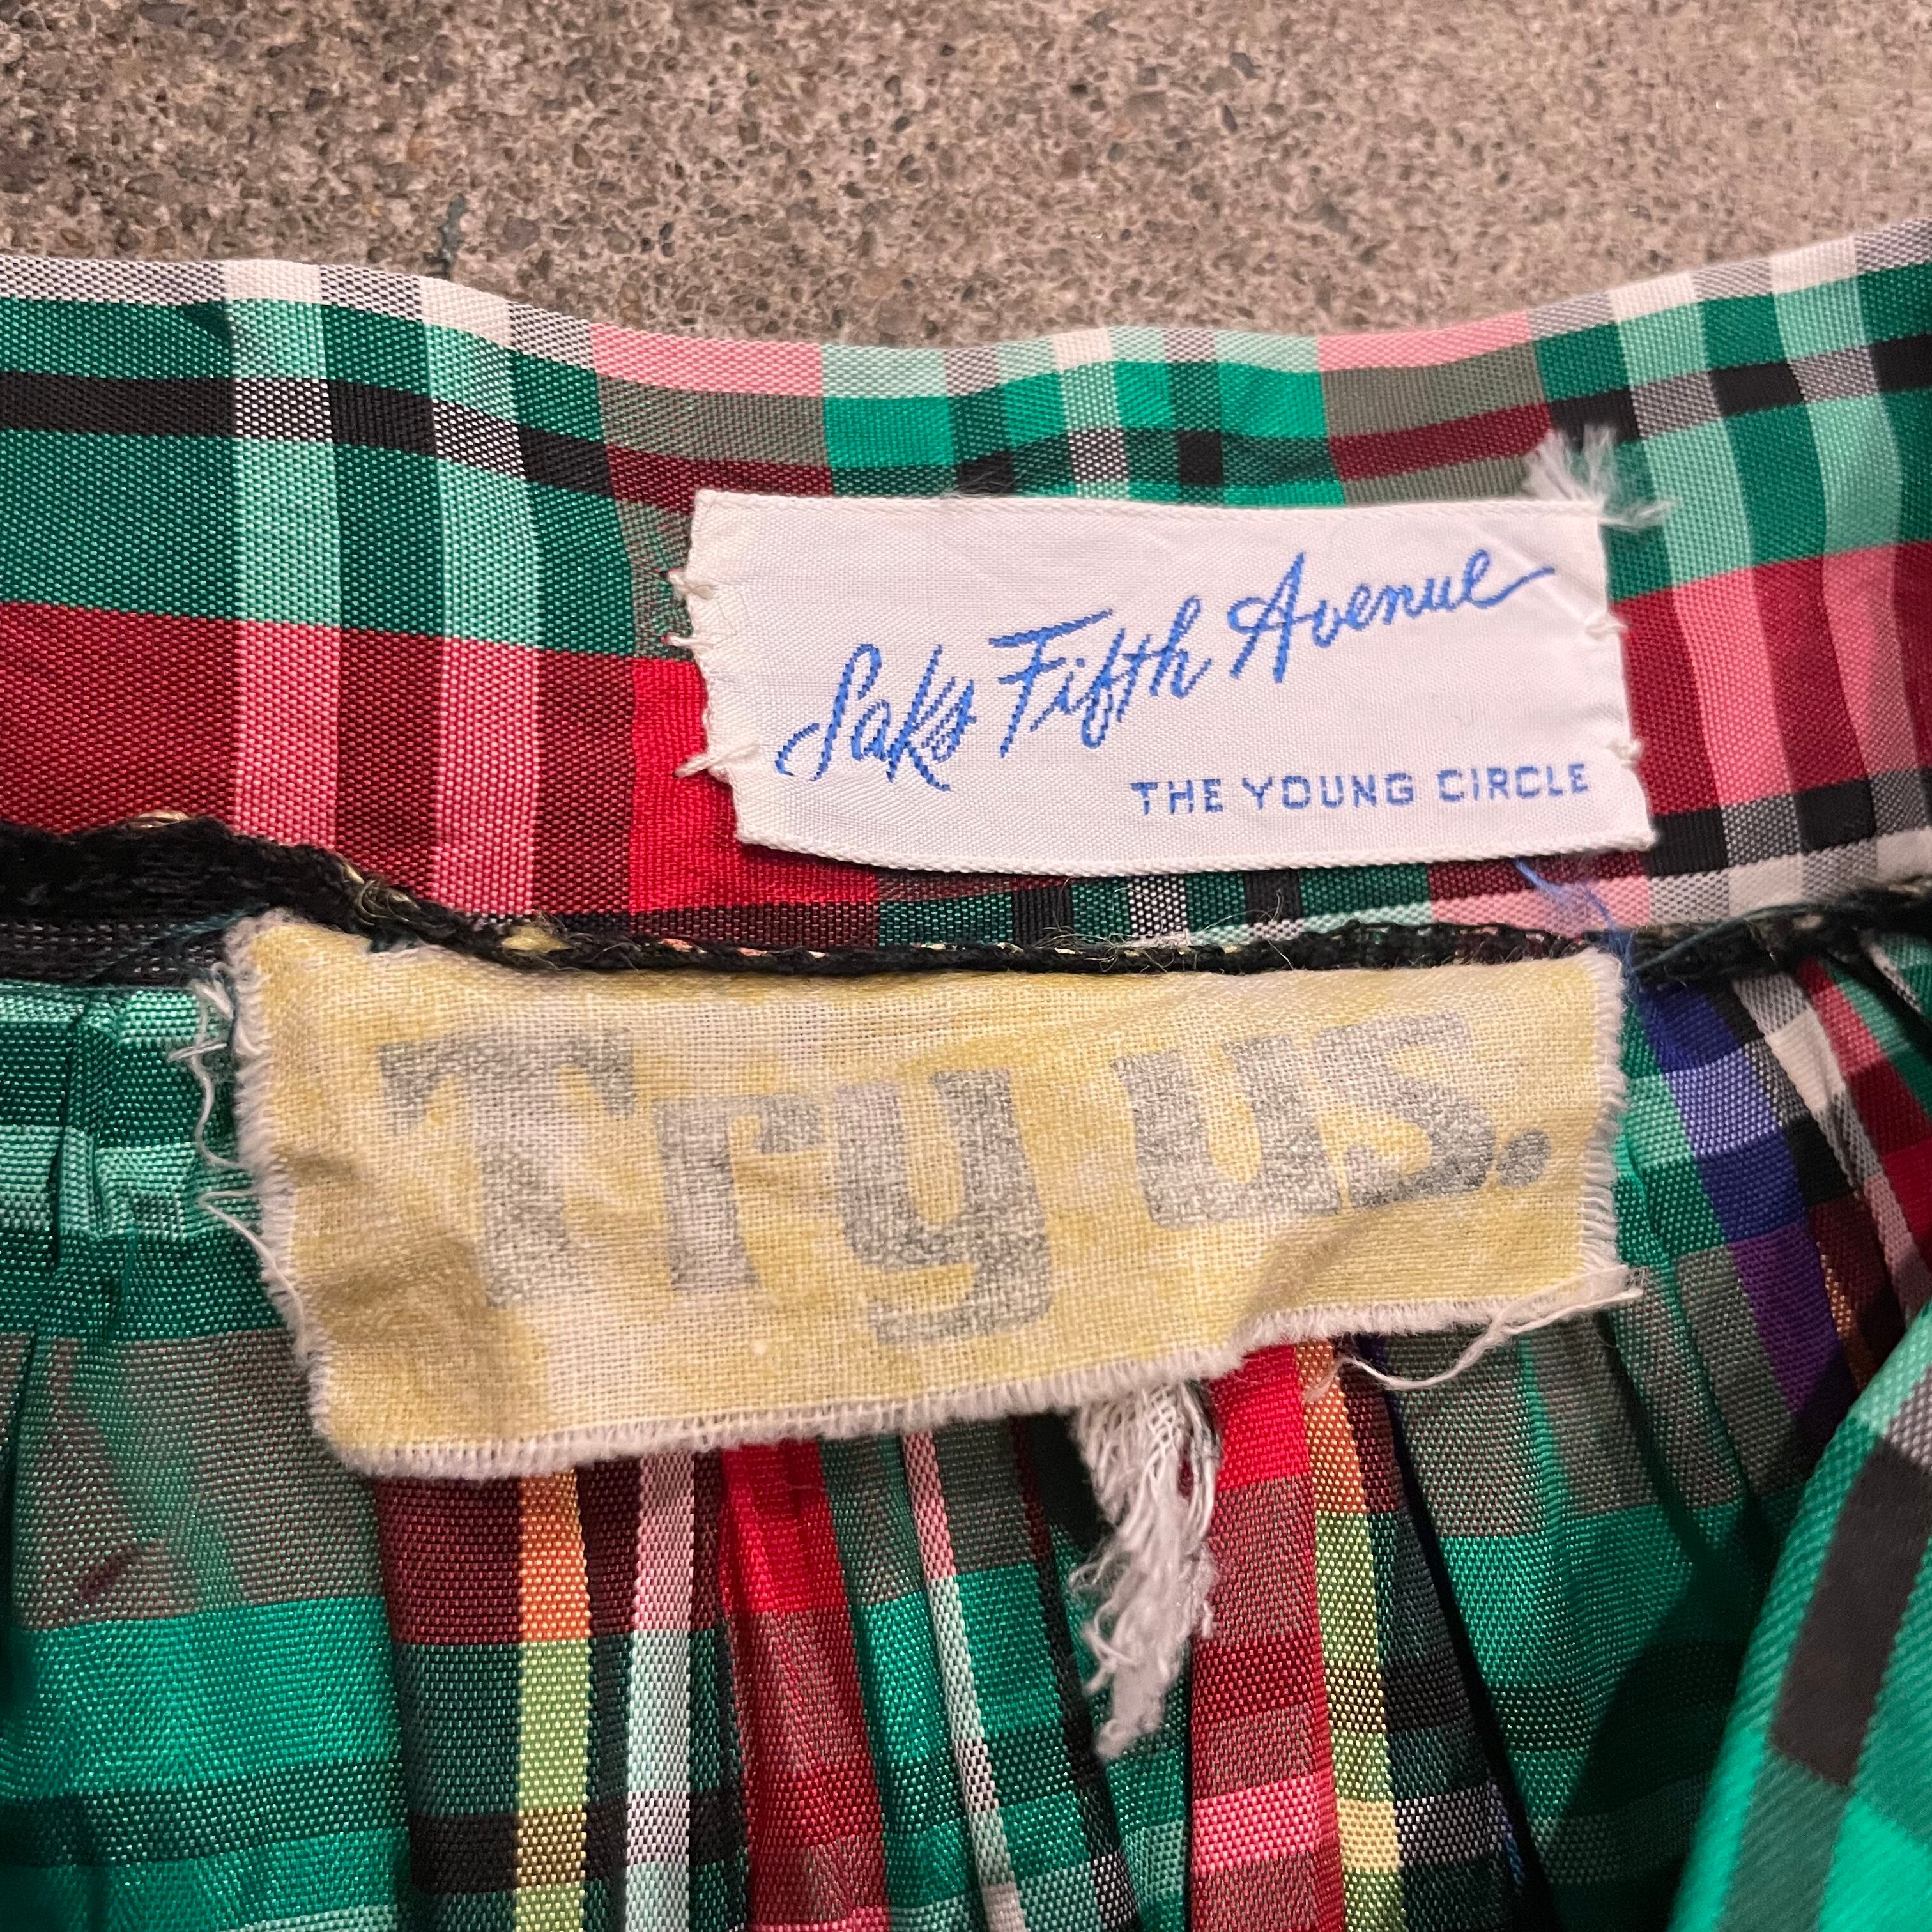 Saks Fifth Avenue
THE YOUNG CIRCLE
Try us.